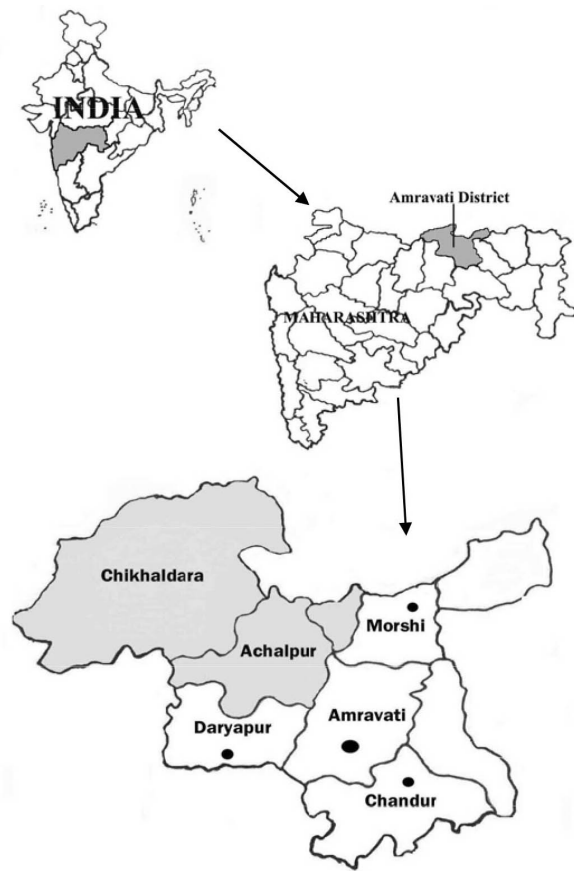 INDIA
Amravati District
MAHARASHTRA
Chikhaldara
Morshi
Achalpur
Daryapur
Amravati
Chandur